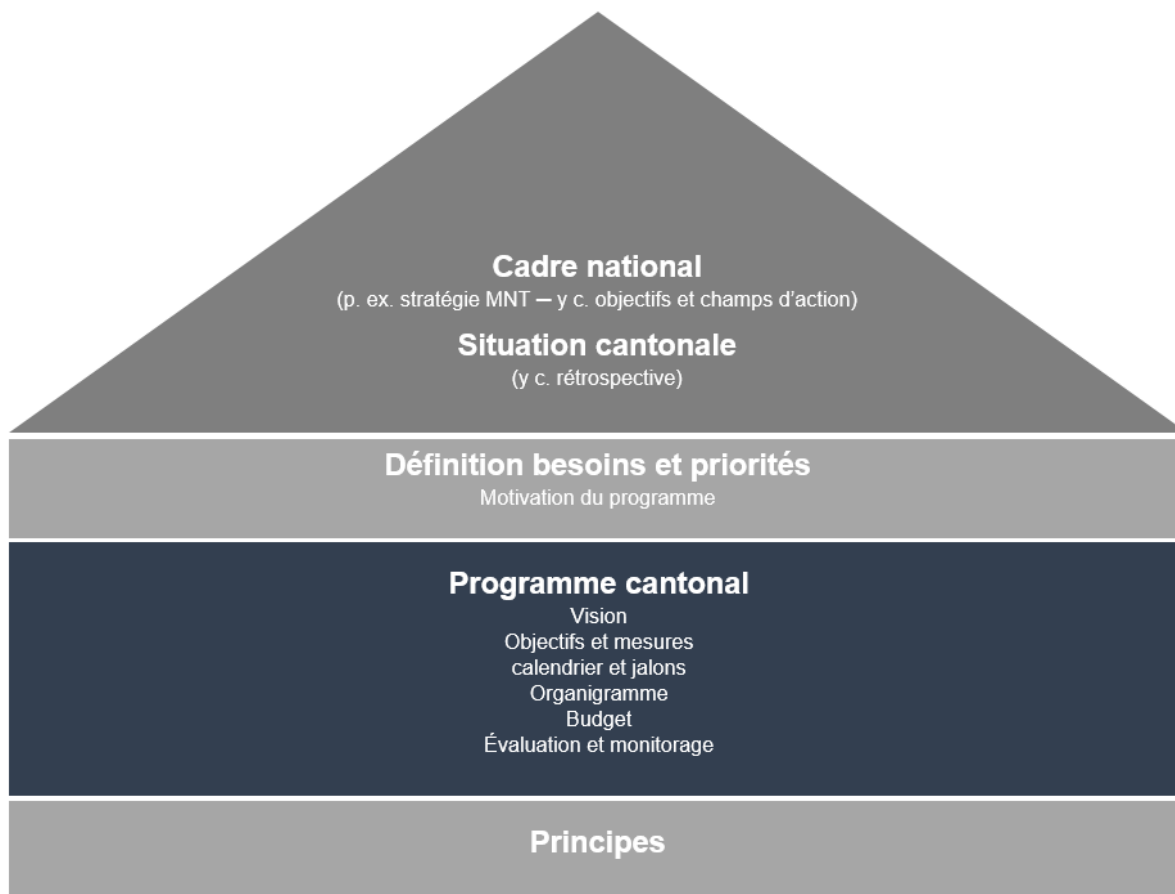 Cadre national
(p. ex. stratégie MNT – y c. objectifs et champs d'action)
Situation cantonale
(y c. rétrospective)
Définition besoins et priorités
Motivation du programme
Programme cantonal
Vision
Objectifs et mesures
calendrier et jalons
Organigramme
Budget
Évaluation et monitorage
Principes